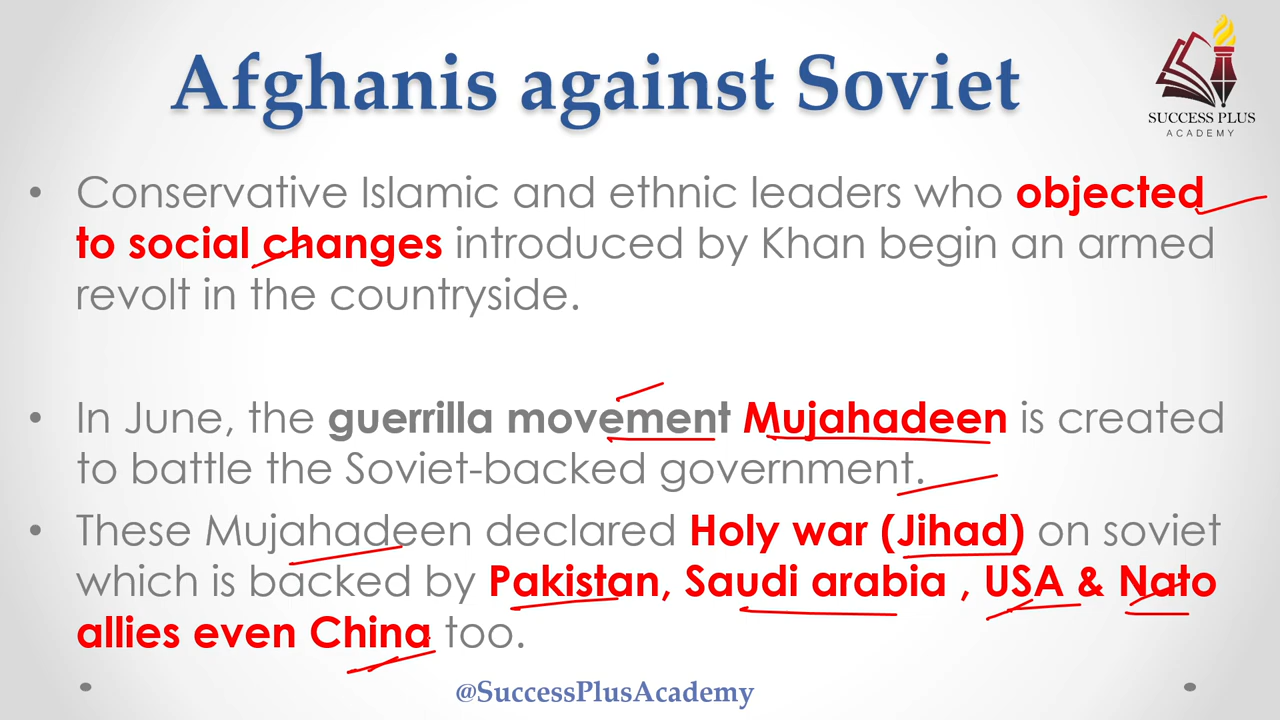 Afghanis against Soviet
SUCCESS PLUS
ACADEMY
• Conservative Islamic and ethnic leaders who objected
to social changes introduced by Khan begin an armed
revolt in the countryside.
• In June, the guerrilla movement Mujahadeen is created
to battle the Soviet-backed government.
• These Mujahadeen declared Holy war (Jihad) on soviet
which is backed by Pakistan, Saudi arabia , USA & Nato
allies even China too.
@SuccessPlusAcademy